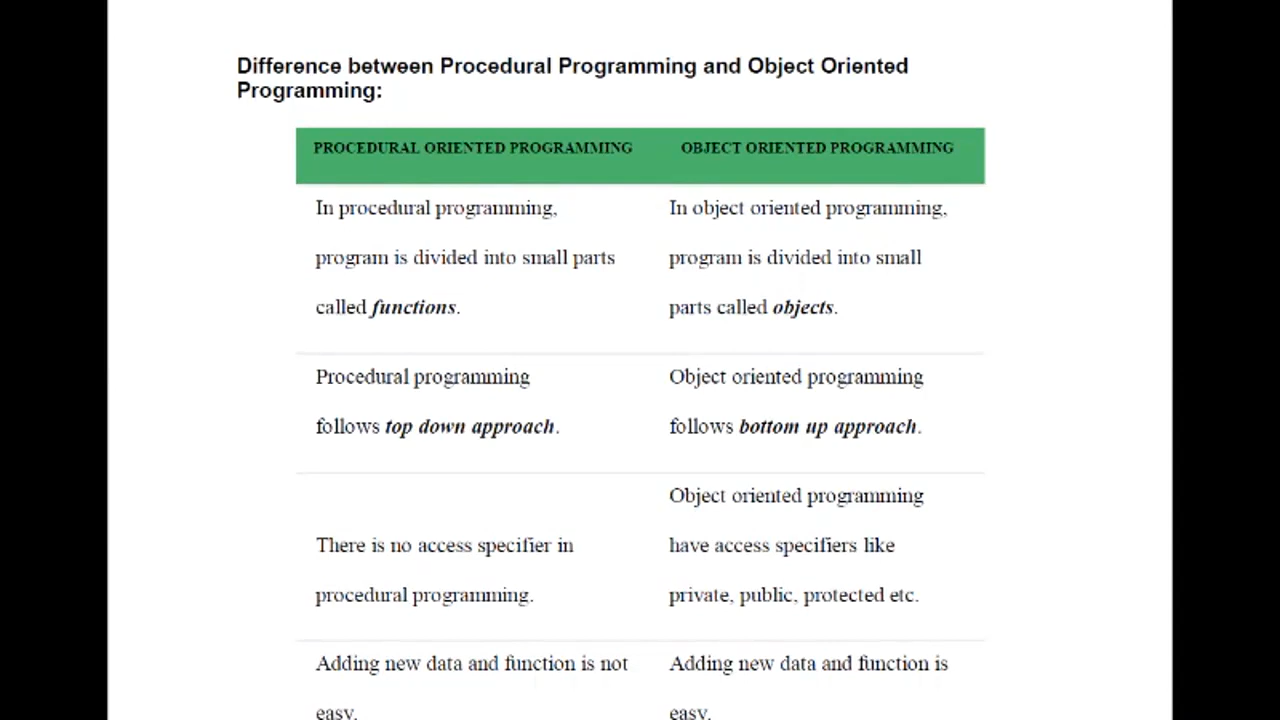 Difference between Procedural Programming and Object Oriented
Programming:
PROCEDURAL ORIENTED PROGRAMMING
OBJECT ORIENTED PROGRAMMING
In procedural programming,
program is divided into small parts
called functions.
In object oriented programming,
program is divided into small
parts called objects.
Procedural programming
follows top down approach.
Object oriented programming
follows bottom up approach.
There is no access specifier in
procedural programming.
Object oriented programming
have access specifiers like
private, public, protected etc.
Adding new data and function is not
easy.
Adding new data and function is
easy.